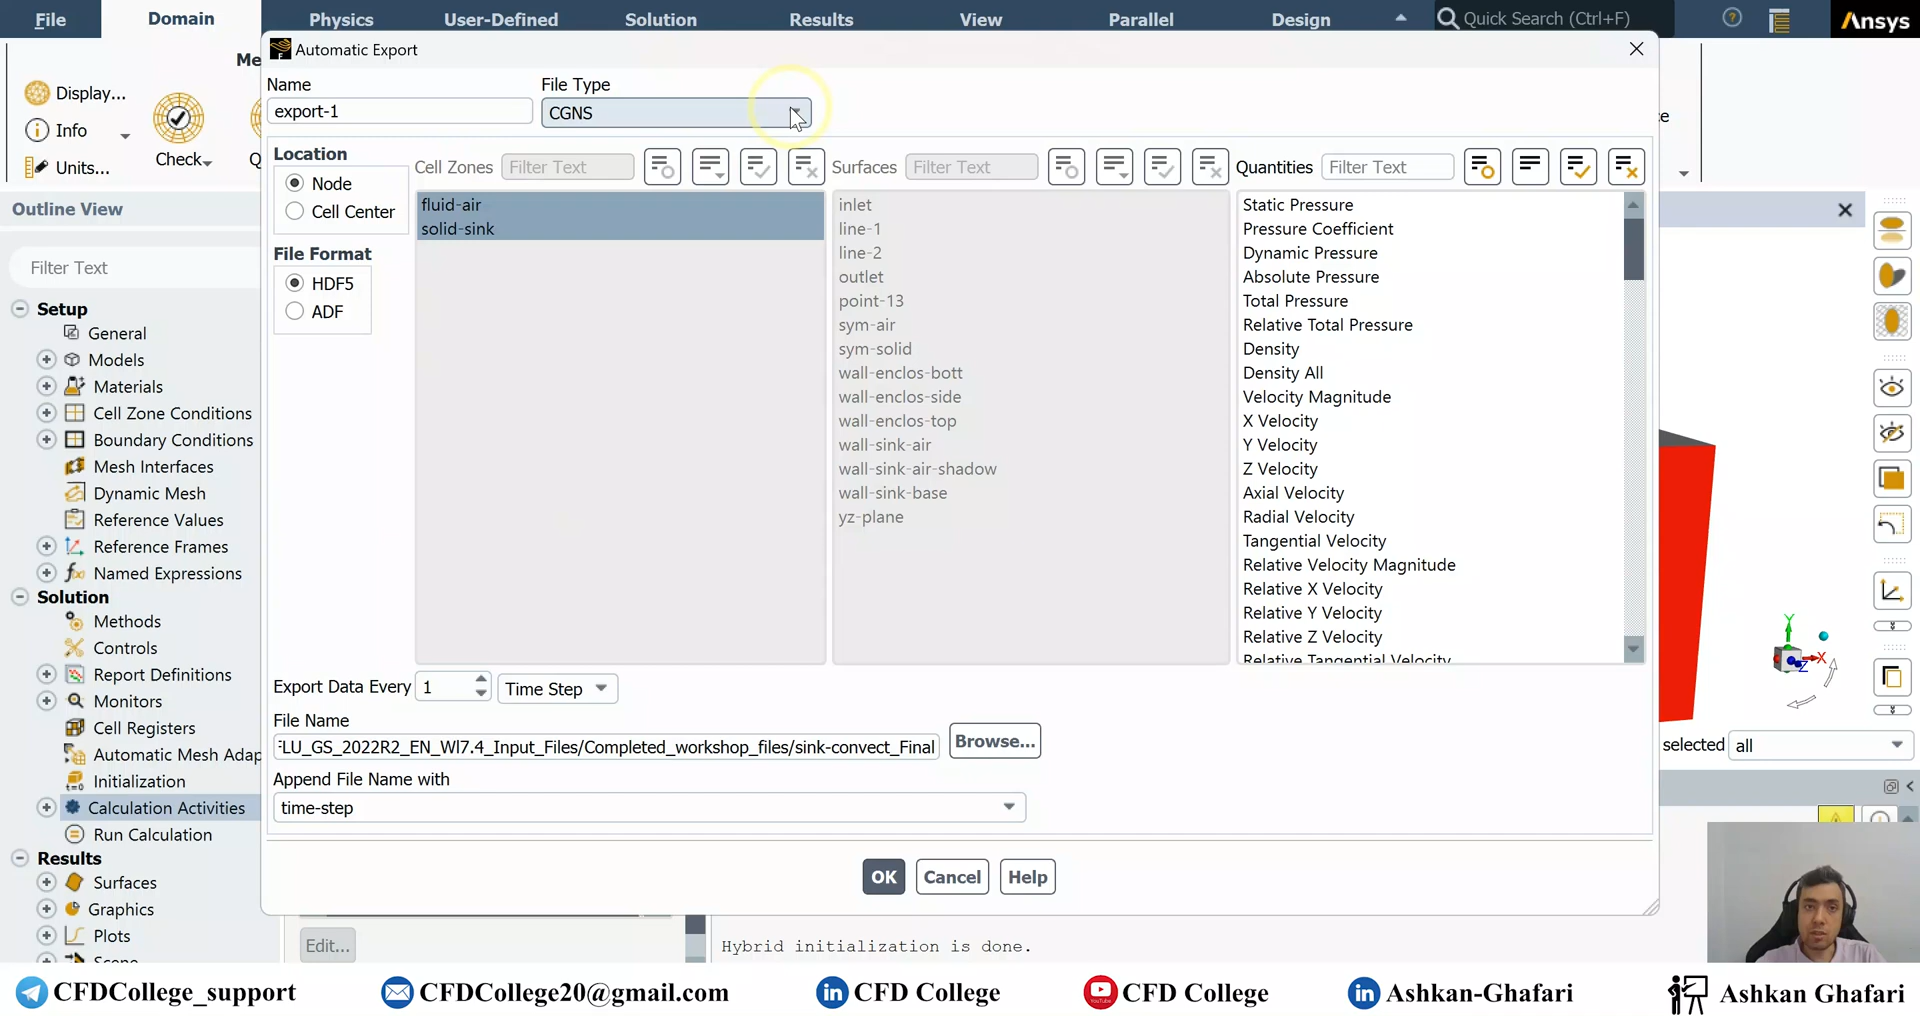 File
Domain
Physics
User-Defined
Solution
Results
View
Parallel
Design
Quick Search (Ctrl+F)
Ansys
Automatic Export
Me
Name
File Type
export-1
CGNS
Display...
Info
Units...
Check
Q
e
Location
Node
Cell Center
File Format
HDF5
ADF
Cell Zones
Filter Text
fluid-air
solid-sink
Surfaces
Filter Text
inlet
line-1
line-2
outlet
point-13
sym-air
sym-solid
wall-enclos-bott
wall-enclos-side
wall-enclos-top
wall-sink-air
wall-sink-air-shadow
wall-sink-base
yz-plane
Quantities
Filter Text
Static Pressure
Pressure Coefficient
Dynamic Pressure
Absolute Pressure
Total Pressure
Relative Total Pressure
Density
Density All
Velocity Magnitude
X Velocity
Y Velocity
Z Velocity
Axial Velocity
Radial Velocity
Tangential Velocity
Relative Velocity Magnitude
Relative X Velocity
Relative Y Velocity
Relative Z Velocity
Relative Tangential Velocity
Export Data Every
1
Time Step
File Name
FLU_GS_2022R2_EN_WI7.4_Input_Files/Completed_workshop_files/sink-convect_Final
Browse...
Append File Name with
time-step
OK
Cancel
Help
Outline View
Filter Text
Setup
General
Models
Materials
Cell Zone Conditions
Boundary Conditions
Mesh Interfaces
Dynamic Mesh
Reference Values
Reference Frames
Named Expressions
Solution
Methods
Controls
Report Definitions
Monitors
Cell Registers
Automatic Mesh Adap
Initialization
Calculation Activities
Run Calculation
Results
Surfaces
Graphics
Plots
Scene
Edit...
Hybrid initialization is done.
Y
X
Z
selected
all
CFDCollege_support
CFDCollege20@gmail.com
CFD College
CFD College
Ashkan-Ghafari
Ashkan Ghafari